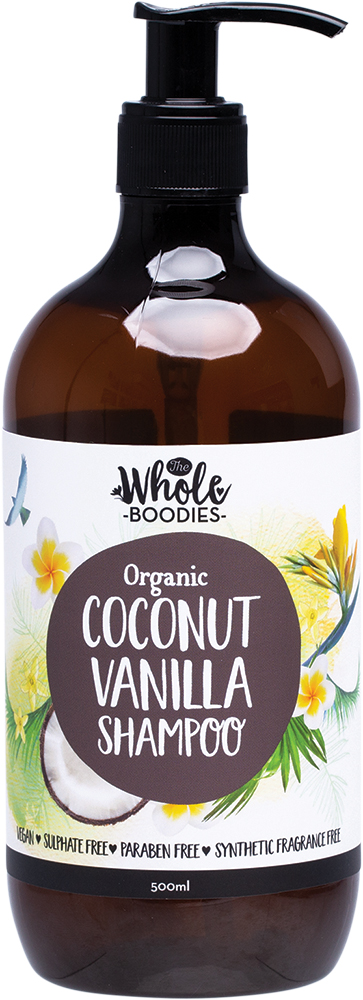 The
Whole
-BOODIES-
Organic
COCONUT
VANILLA
SHAMPOO
VEGAN ♥ SULPHATE FREE ♥ PARABEN FREE ♥ SYNTHETIC FRAGRANCE FREE
500ml